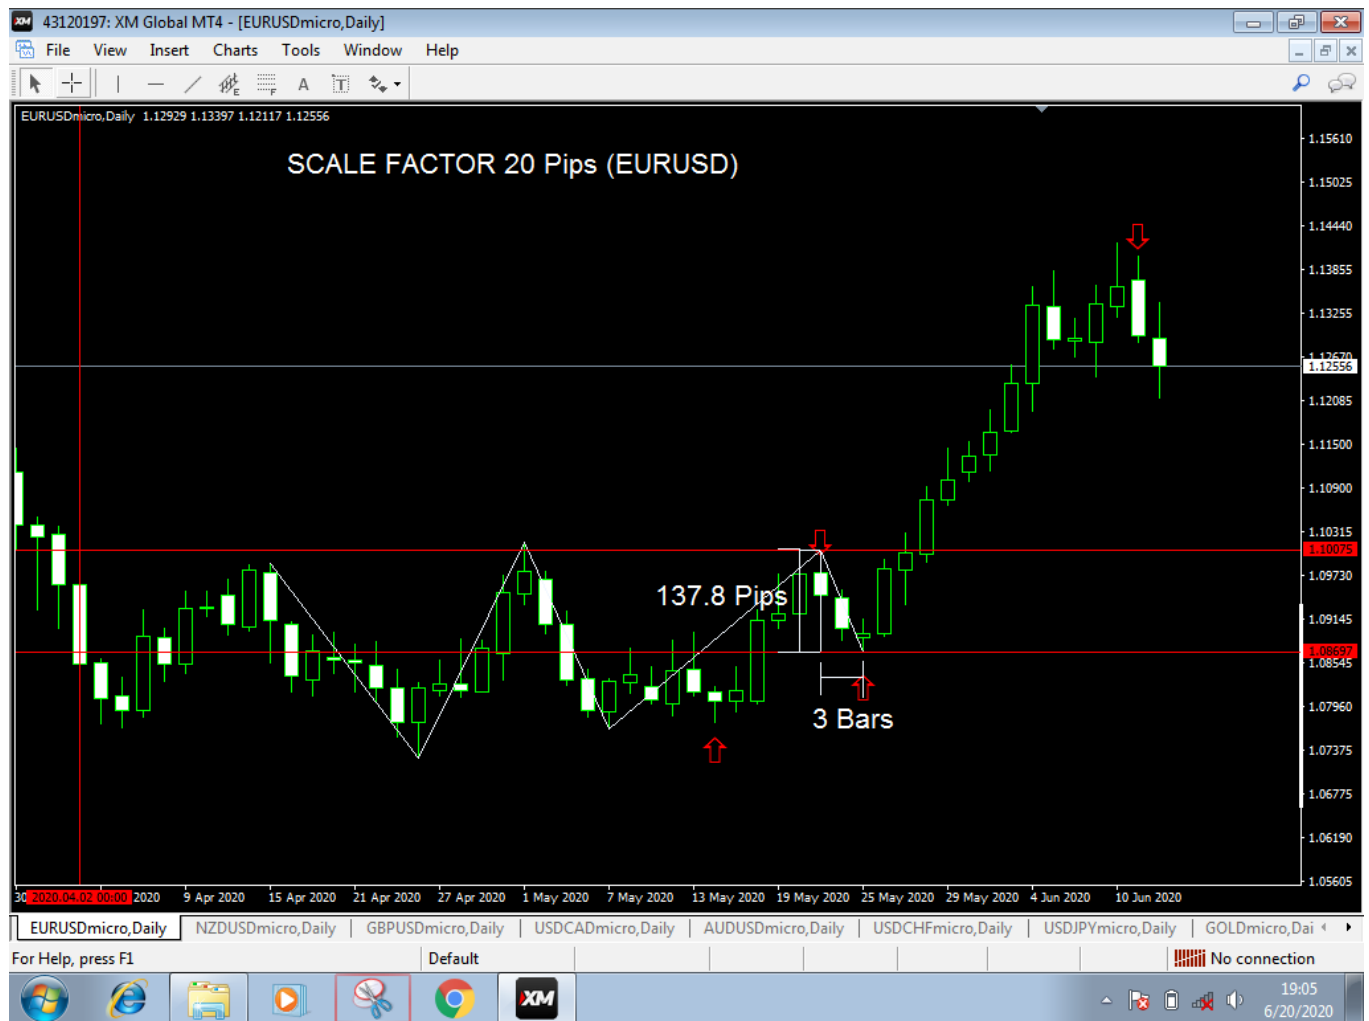 XM 43120197: XM Global MT4 - [EURUSDmicro,Daily]
File View Insert Charts Tools Window Help
E F A T
EURUSDmicro,Daily 1.12929 1.13397 1.12117 1.12556
SCALE FACTOR 20 Pips (EURUSD)
1.15610
1.15025
1.14440
1.13855
1.13255
1.12670
1.12556
1.12085
1.11500
1.10900
1.10315
1.10075
1.09730
137.8 Pips
1.09145
1.08697
1.08545
1.07960
3 Bars
1.07375
1.06775
1.06190
1.05605
30 2020.04.02 00:00 2020 9 Apr 2020 15 Apr 2020 21 Apr 2020 27 Apr 2020 1 May 2020 7 May 2020 13 May 2020 19 May 2020 25 May 2020 29 May 2020 4 Jun 2020 10 Jun 2020
EURUSDmicro,Daily NZDUSDmicro,Daily GBPUSDmicro,Daily USDCADmicro,Daily AUDUSDmicro,Daily USDCHFmicro,Daily USDJPYmicro,Daily GOLDmicro,Dai
For Help, press F1 Default No connection
XM 19:05
6/20/2020